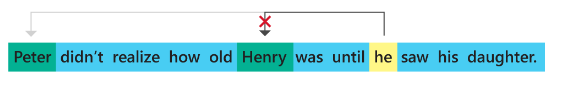 Peter didn't realize how old Henry was until he saw his daughter.